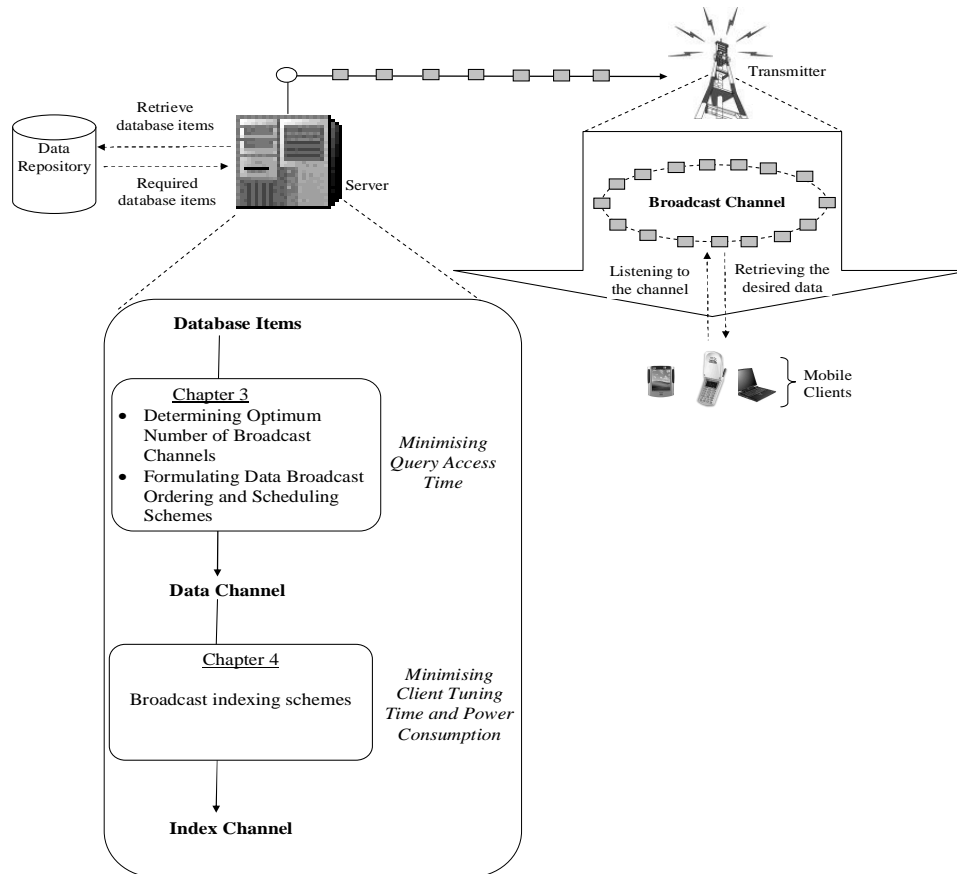 Transmitter
Retrieve
database items
Data
Repository
Required
database items
Server
Broadcast Channel
Listening to
the channel
Retrieving the
desired data
Mobile
Clients
Database Items
Chapter 3
• Determining Optimum
Number of Broadcast
Channels
• Formulating Data Broadcast
Ordering and Scheduling
Schemes
Minimising
Query Access
Time
Data Channel
Chapter 4
Broadcast indexing schemes
Minimising
Client Tuning
Time and Power
Consumption
Index Channel